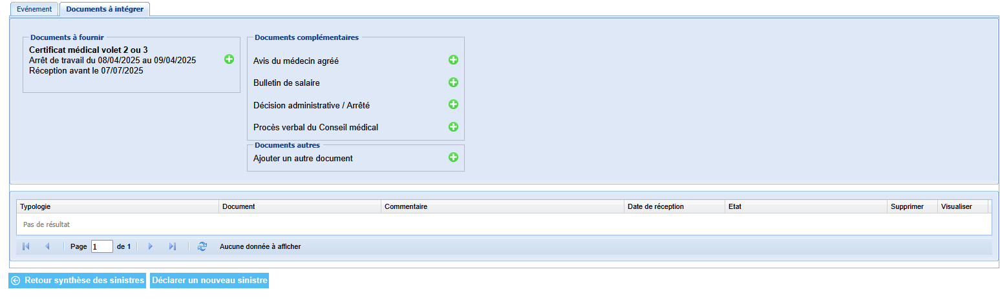 Evénement
Documents à intégrer
Documents à fournir
Certificat médical volet 2 ou 3
Arrêt de travail du 08/04/2025 au 09/04/2025
Réception avant le 07/07/2025
Documents complémentaires
Avis du médecin agréé
Bulletin de salaire
Décision administrative / Arrêté
Procès verbal du Conseil médical
Documents autres
Ajouter un autre document
Typologie Document Commentaire Date de réception Etat Supprimer Visualiser
Pas de résultat
Page 1 de 1 Aucune donnée à afficher
Retour synthèse des sinistres Déclarer un nouveau sinistre